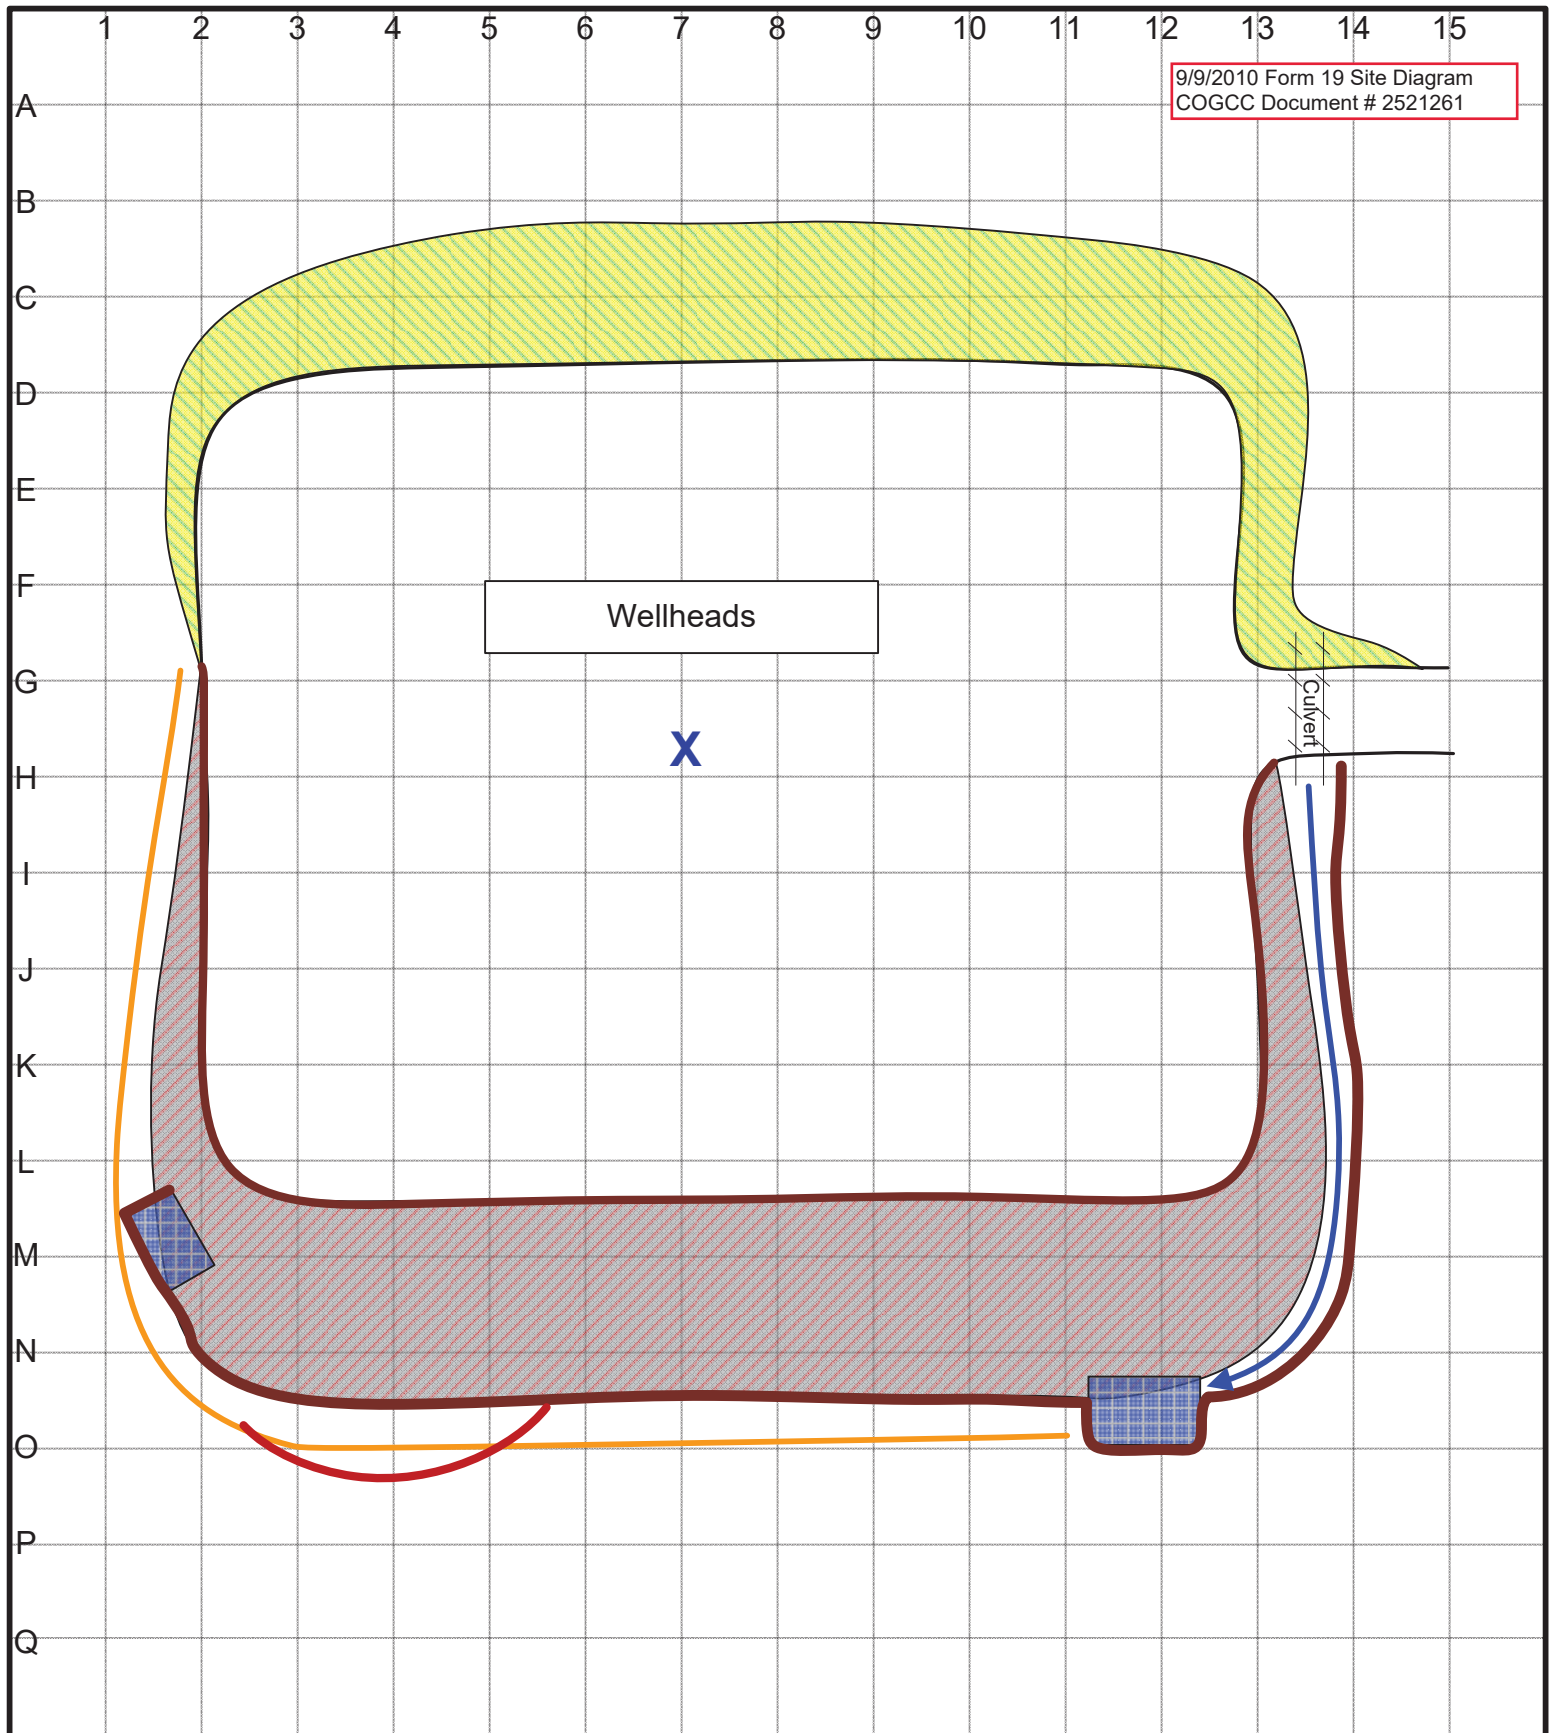 1 2 3 4 5 6 7 8 9 10 11 12 13 14 15
9/9/2010 Form 19 Site Diagram
COGCC Document # 2521261
A
B
C
D
E
F
Wellheads
G
Culvert
X
H
I
J
K
L
M
N
O
P
Q